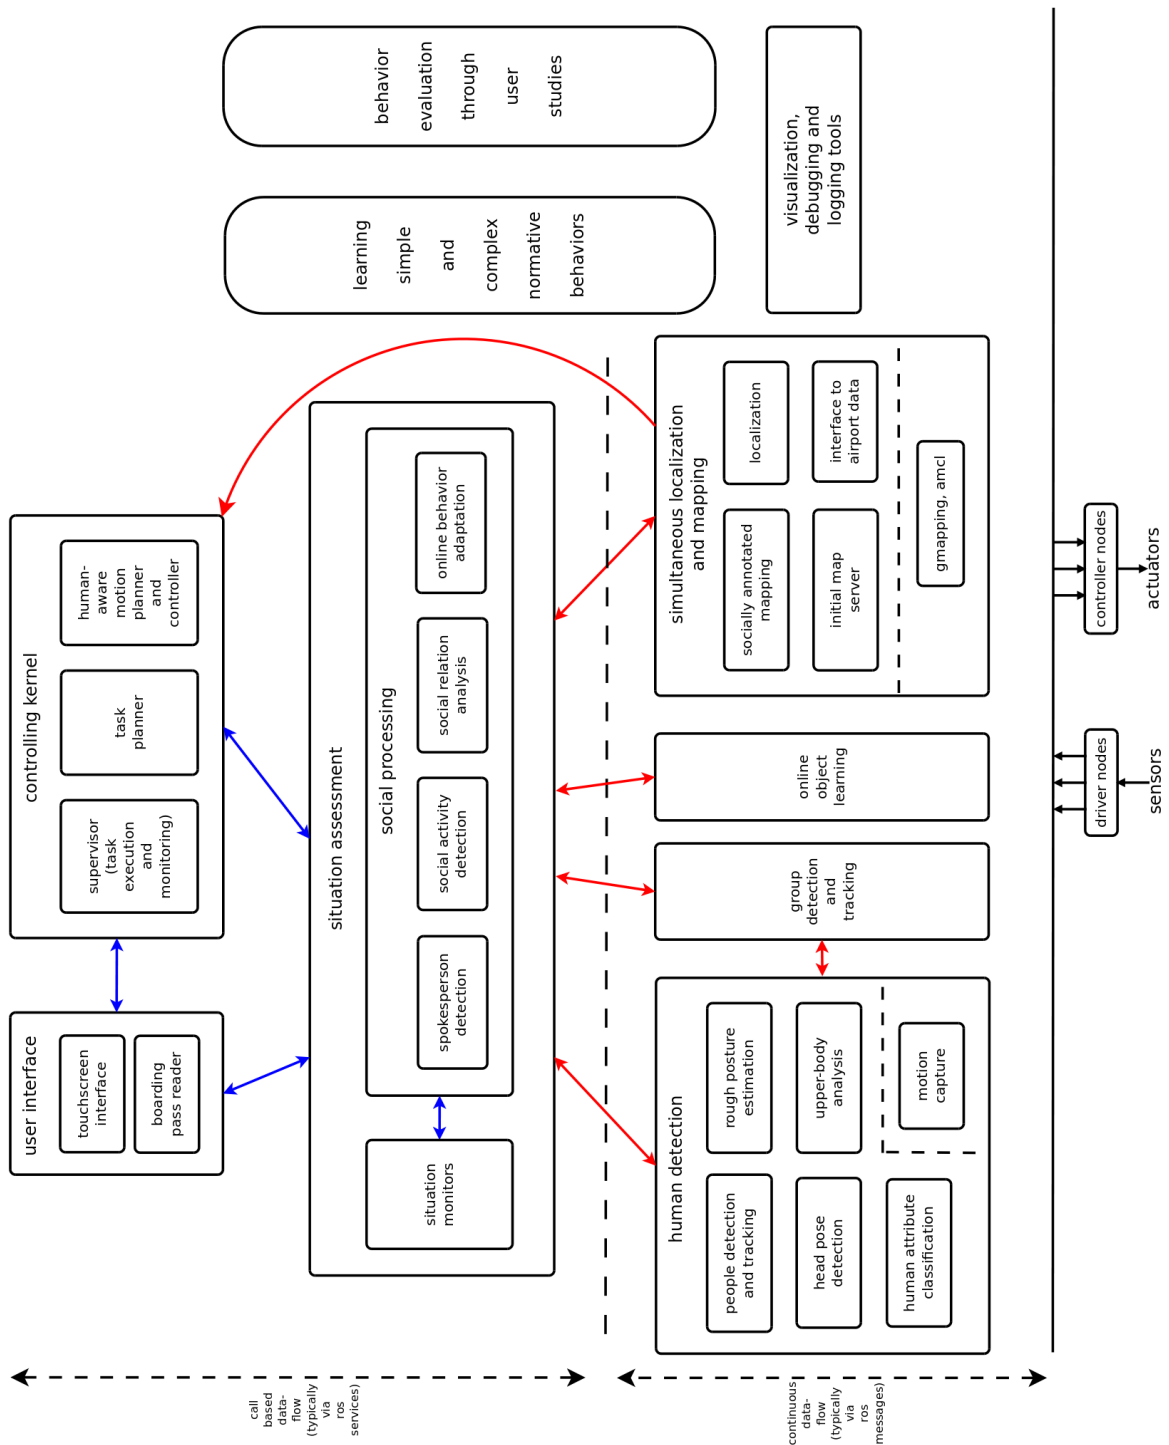 call
based
data-
flow
(typically
via
ros
services)
user interface
touchscreen
interface
boarding
pass reader
controlling kernel
supervisor
(task
execution
and
monitoring)
task
planner
human-
aware
motion
planner
and
controller
situation assessment
situation
monitors
social processing
spokesperson
detection
social activity
detection
social relation
analysis
online behavior
adaptation
learning
simple
and
complex
normative
behaviors
behavior
evaluation
through
user
studies
continuous
data-
flow
(typically
via
ros
messages)
human detection
people detection
and tracking
rough posture
estimation
head pose
detection
upper-body
analysis
human attribute
classification
motion
capture
group
detection
and
tracking
online
object
learning
simultaneous localization
and mapping
socially annotated
mapping
localization
initial map
server
interface to
airport data
gmapping, amcl
visualization,
debugging and
logging tools
driver nodes
controller nodes
sensors
actuators